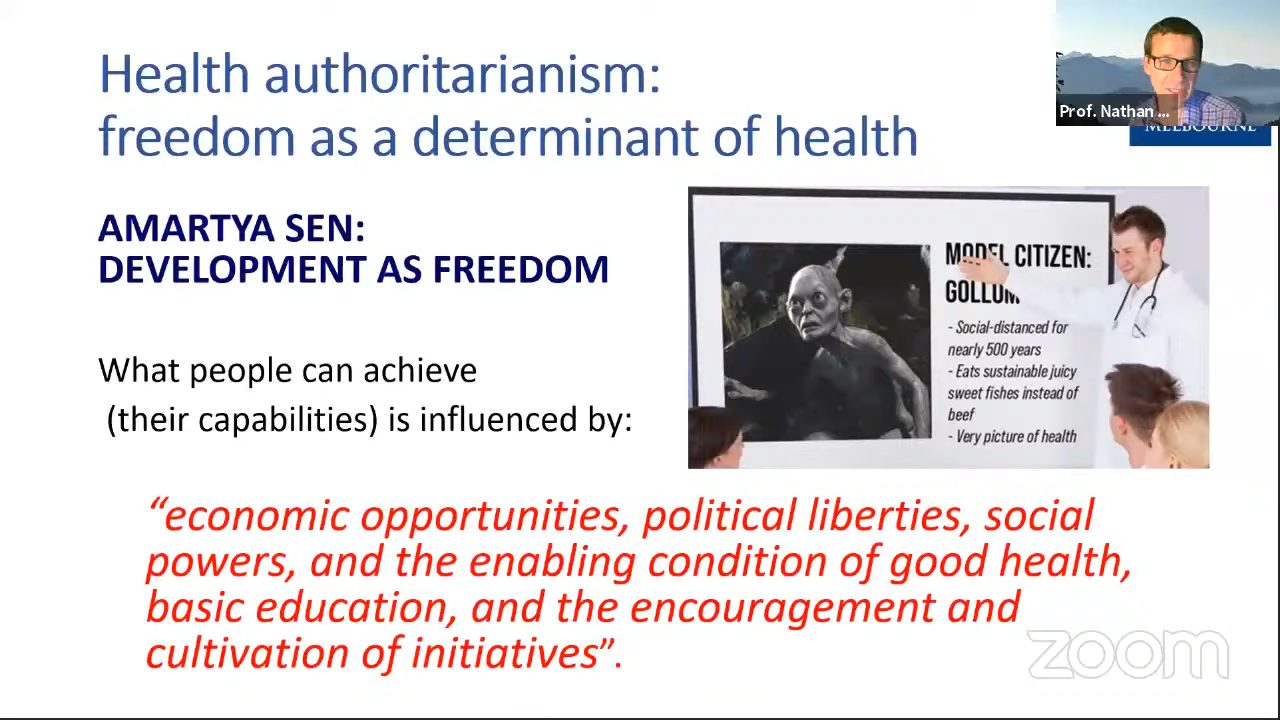 Health authoritarianism:
freedom as a determinant of health
Prof. Nathan ...
MELBOURNE
AMARTYA SEN:
DEVELOPMENT AS FREEDOM
What people can achieve
(their capabilities) is influenced by:
MODEL CITIZEN:
GOLLUM
- Social-distanced for
nearly 500 years
- Eats sustainable juicy
sweet fishes instead of
beef
- Very picture of health
“economic opportunities, political liberties, social
powers, and the enabling condition of good health,
basic education, and the encouragement and
cultivation of initiatives”.
zoom